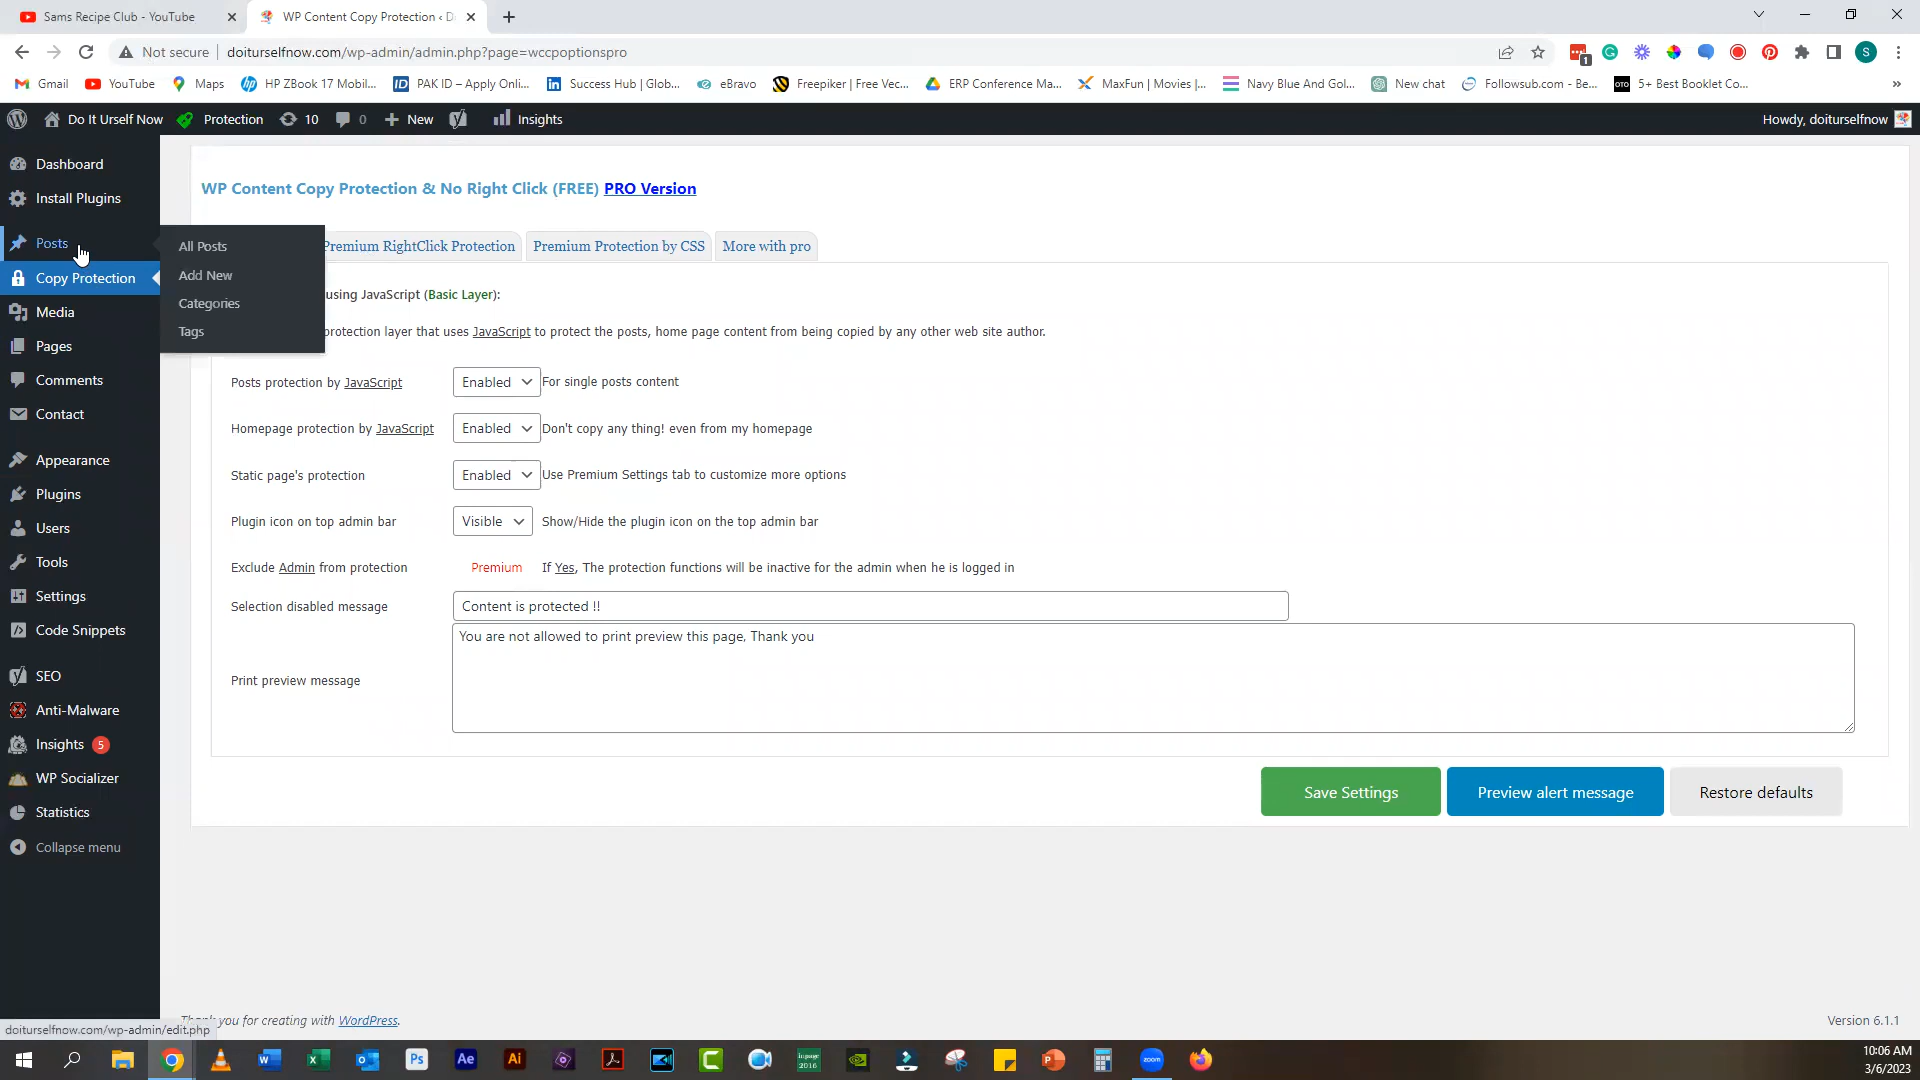 Sams Recipe Club - YouTube
WP Content Copy Protection ‹ D
Not secure
doiturselfnow.com/wp-admin/admin.php?page=wccpoptionspro
1
S
Gmail
YouTube
Maps
HP ZBook 17 Mobil...
PAK ID – Apply Onli...
Success Hub | Glob...
eBravo
Freepiker | Free Vec...
ERP Conference Ma...
MaxFun | Movies |...
Navy Blue And Gol...
New chat
Followsub.com - Be...
5+ Best Booklet Co...
»
Do It Urself Now
Protection
10
0
New
Insights
Howdy, doiturselfnow
Dashboard
Install Plugins
Posts
Copy Protection
Media
Pages
Comments
Contact
Appearance
Plugins
Users
Tools
Settings
Code Snippets
SEO
Anti-Malware
Insights 5
WP Socializer
Statistics
Collapse menu
All Posts
Add New
Categories
Tags
WP Content Copy Protection & No Right Click (FREE) PRO Version
Premium RightClick Protection
Premium Protection by CSS
More with pro
using JavaScript (Basic Layer):
protection layer that uses JavaScript to protect the posts, home page content from being copied by any other web site author.
Posts protection by JavaScript Enabled For single posts content
Homepage protection by JavaScript Enabled Don't copy any thing! even from my homepage
Static page's protection Enabled Use Premium Settings tab to customize more options
Plugin icon on top admin bar Visible Show/Hide the plugin icon on the top admin bar
Exclude Admin from protection Premium If Yes, The protection functions will be inactive for the admin when he is logged in
Selection disabled message Content is protected !!
You are not allowed to print preview this page, Thank you
Print preview message
Save Settings
Preview alert message
Restore defaults
Thank you for creating with WordPress.
Version 6.1.1
doiturselfnow.com/wp-admin/edit.php
10:06 AM
3/6/2023